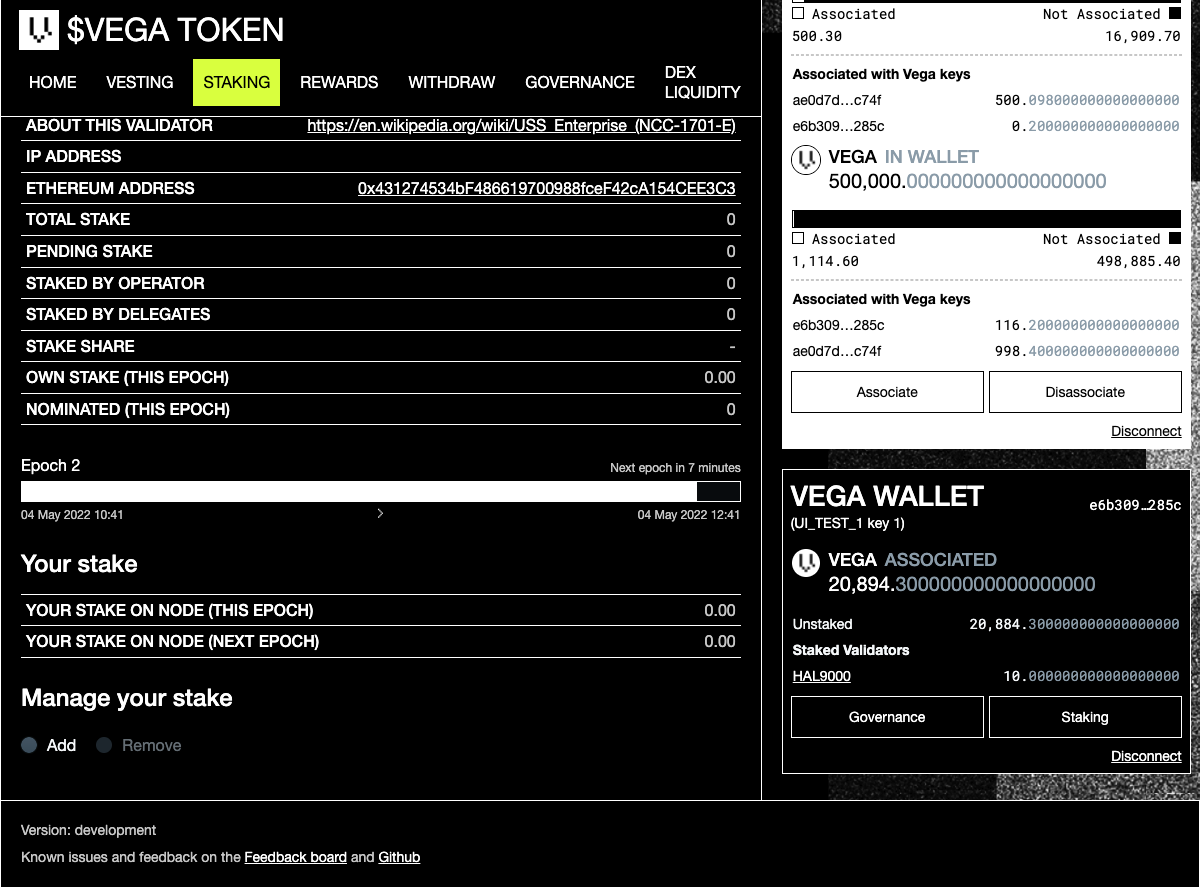 $VEGA TOKEN
HOME VESTING STAKING REWARDS WITHDRAW GOVERNANCE DEX LIQUIDITY
ABOUT THIS VALIDATOR https://en.wikipedia.org/wiki/USS_Enterprise_(NCC-1701-E)
IP ADDRESS
ETHEREUM ADDRESS 0x431274534bF486619700988fceF42cA154CEE3C3
TOTAL STAKE 0
PENDING STAKE 0
STAKED BY OPERATOR 0
STAKED BY DELEGATES 0
STAKE SHARE -
OWN STAKE (THIS EPOCH) 0.00
NOMINATED (THIS EPOCH) 0
Epoch 2 Next epoch in 7 minutes
04 May 2022 10:41 > 04 May 2022 12:41
Your stake
YOUR STAKE ON NODE (THIS EPOCH) 0.00
YOUR STAKE ON NODE (NEXT EPOCH) 0.00
Manage your stake
Add Remove
Associated Not Associated
500.30 16,909.70
Associated with Vega keys
ae0d7d…c74f 500.098000000000000000
e6b309…285c 0.200000000000000000
VEGA IN WALLET
500,000.000000000000000000
Associated Not Associated
1,114.60 498,885.40
Associated with Vega keys
e6b309…285c 116.200000000000000000
ae0d7d…c74f 998.400000000000000000
Associate Disassociate
Disconnect
VEGA WALLET e6b309…285c
(UI_TEST_1 key 1)
VEGA ASSOCIATED
20,894.300000000000000000
Unstaked 20,884.300000000000000000
Staked Validators
HAL9000 10.000000000000000000
Governance Staking
Disconnect
Version: development
Known issues and feedback on the Feedback board and Github